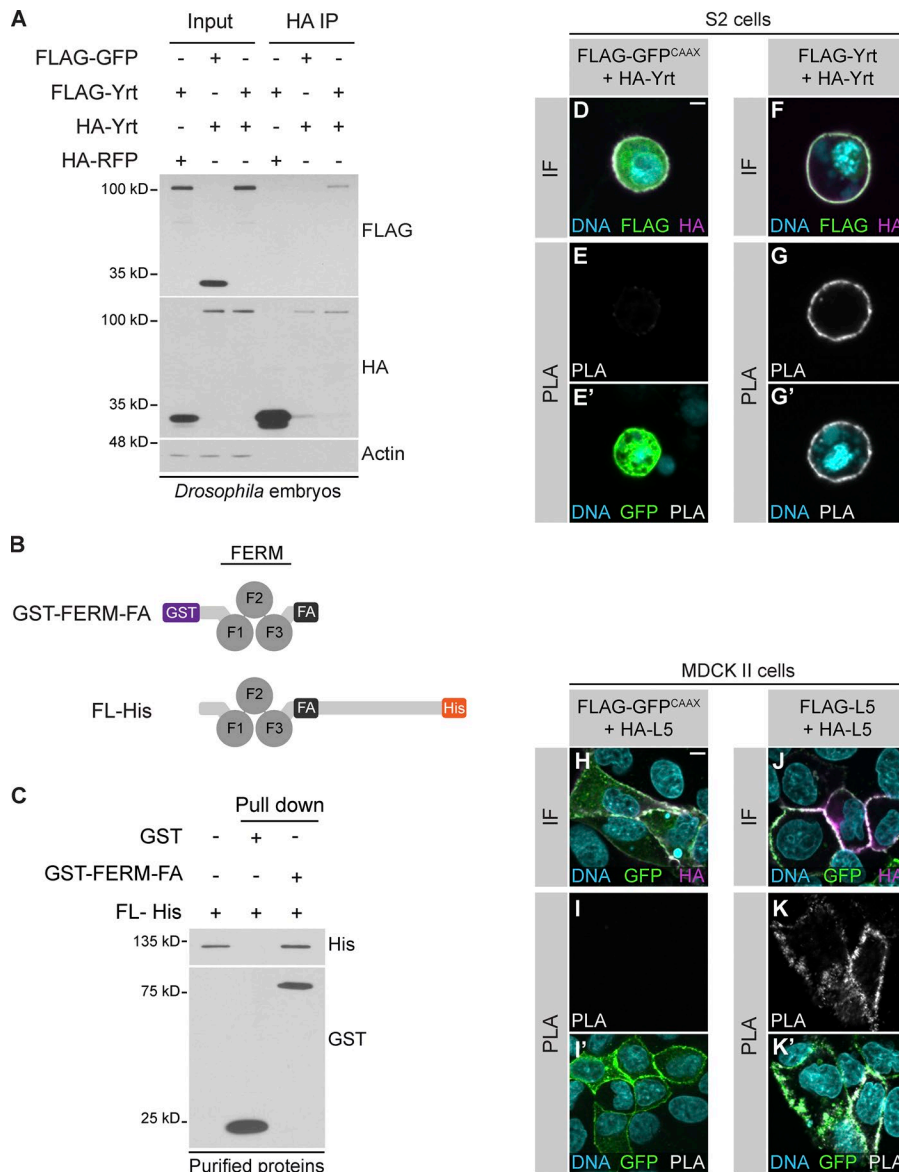 A
Input HA IP
FLAG-GFP - + - - + -
FLAG-Yrt + - + + - +
HA-Yrt - + + - + +
HA-RFP + - - + - -
100 kD
FLAG
35 kD
100 kD
HA
35 kD
48 kD
Actin
Drosophila embryos
B
FERM
GST-FERM-FA
GST F1 F2 F3 FA
FL-His
F1 F2 F3 FA His
C
Pull down
GST - + -
GST-FERM-FA - - +
FL- His + + +
135 kD
His
75 kD
GST
25 kD
Purified proteins
S2 cells
FLAG-GFPCAAX
+ HA-Yrt
FLAG-Yrt
+ HA-Yrt
IF
D
DNA FLAG HA
IF
F
DNA FLAG HA
PLA
E
PLA
E’
DNA GFP PLA
PLA
G
PLA
G’
DNA PLA
MDCK II cells
FLAG-GFPCAAX
+ HA-L5
FLAG-L5
+ HA-L5
IF
H
DNA GFP HA
IF
J
DNA GFP HA
PLA
I
PLA
I’
DNA GFP PLA
PLA
K
PLA
K’
DNA GFP PLA